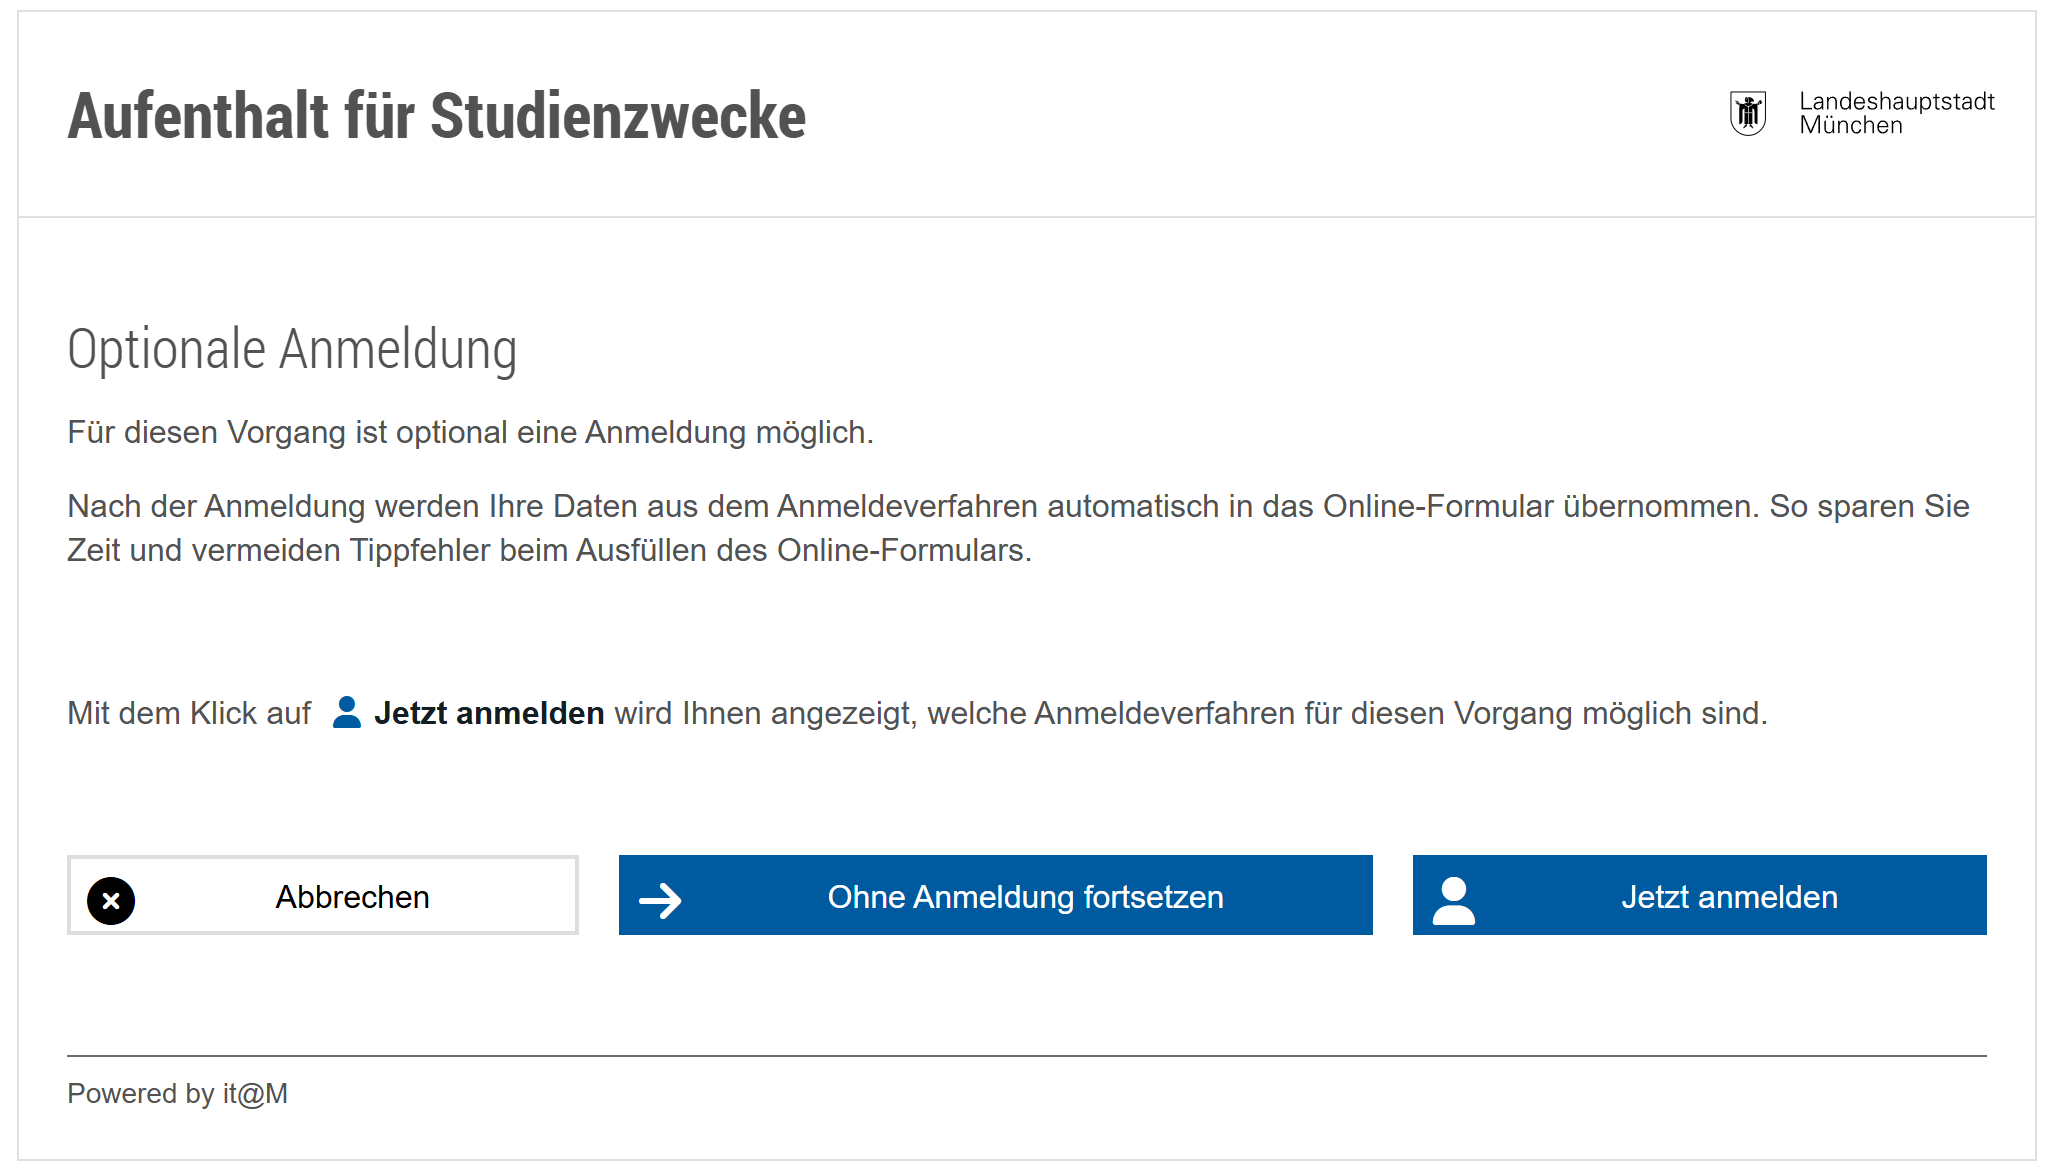 Aufenthalt für Studienzwecke
Landeshauptstadt
München
Optionale Anmeldung
Für diesen Vorgang ist optional eine Anmeldung möglich.
Nach der Anmeldung werden Ihre Daten aus dem Anmeldeverfahren automatisch in das Online-Formular übernommen. So sparen Sie
Zeit und vermeiden Tippfehler beim Ausfüllen des Online-Formulars.
Mit dem Klick auf Jetzt anmelden wird Ihnen angezeigt, welche Anmeldeverfahren für diesen Vorgang möglich sind.
Abbrechen
Ohne Anmeldung fortsetzen
Jetzt anmelden
Powered by it@M